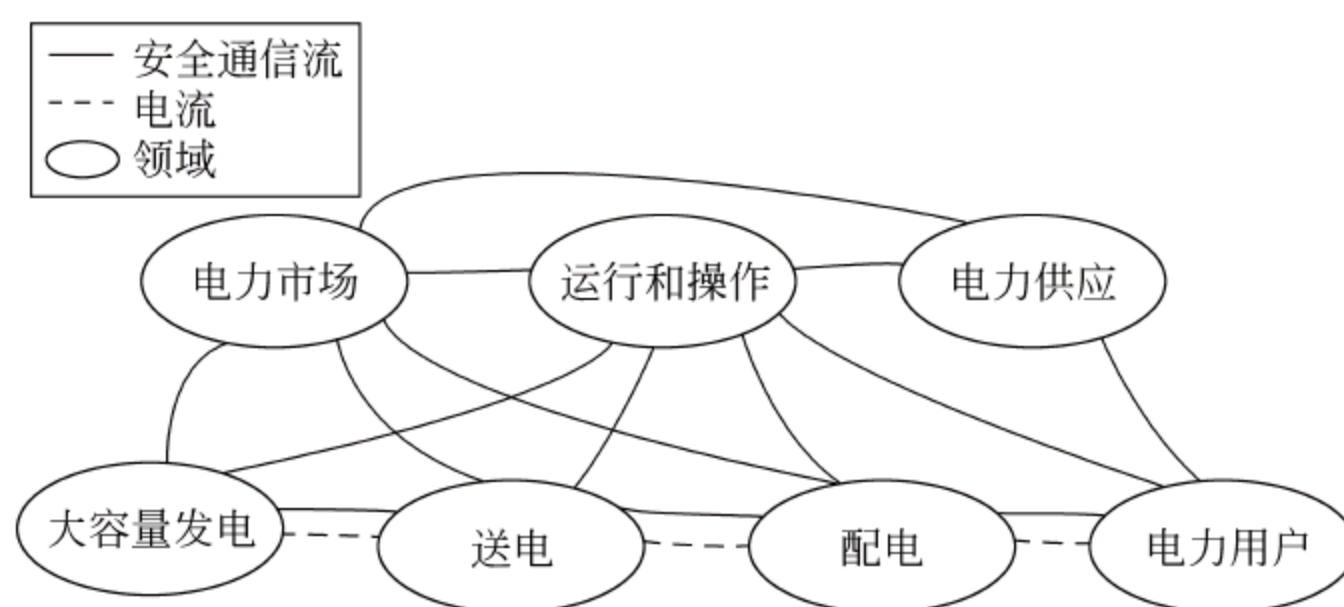 安全通信流
电流
领域
电力市场
运行和操作
电力供应
大容量发电
送电
配电
电力用户